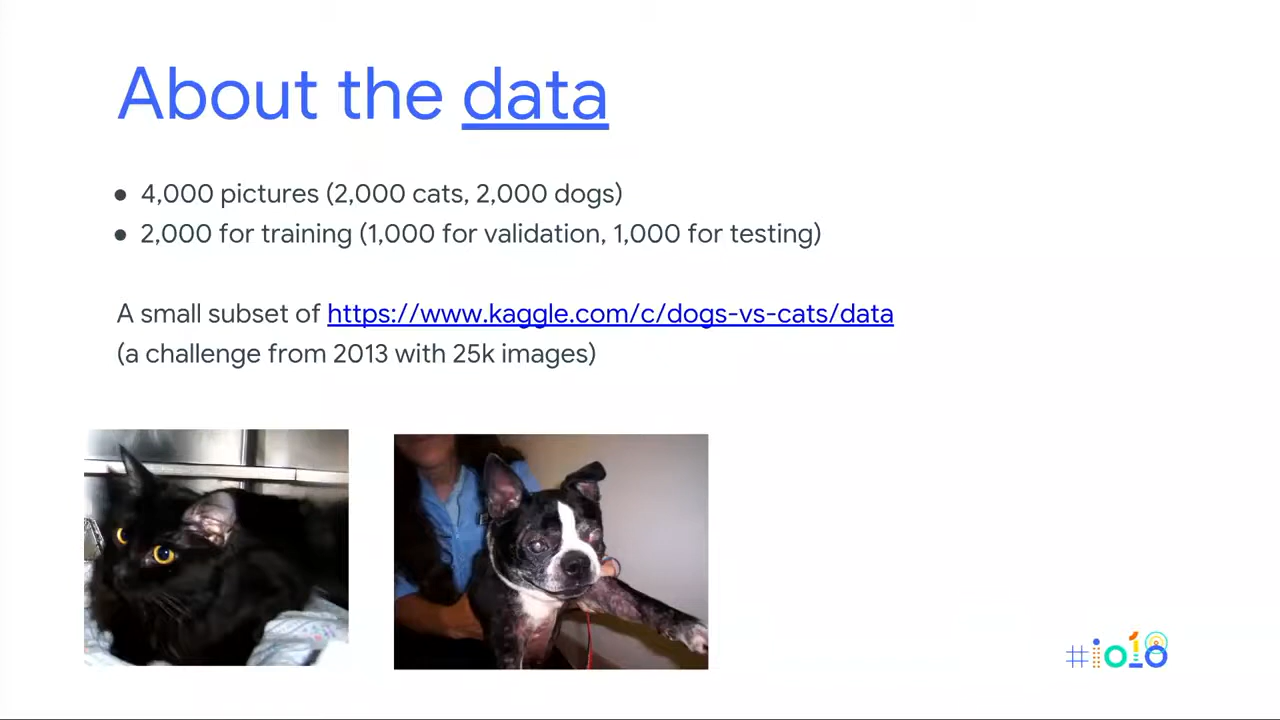 About the data
● 4,000 pictures (2,000 cats, 2,000 dogs)
● 2,000 for training (1,000 for validation, 1,000 for testing)
A small subset of https://www.kaggle.com/c/dogs-vs-cats/data
(a challenge from 2013 with 25k images)
#io18